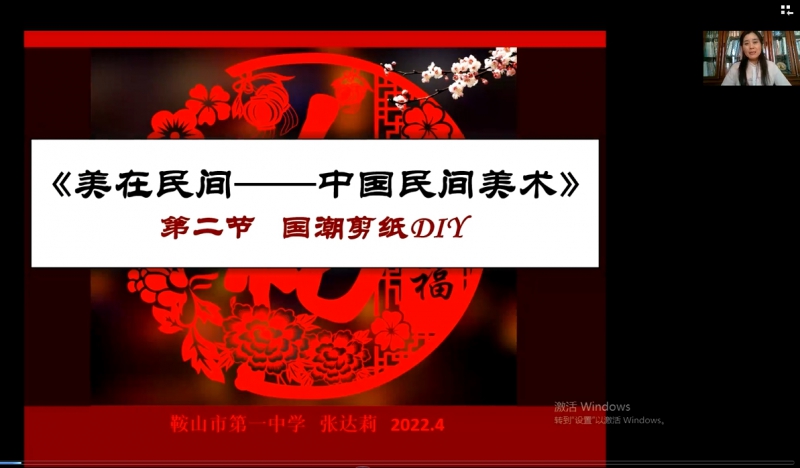 《美在民间——中国民间美术》
第二节 国潮剪纸DIY
福
鞍山市第一中学 张达莉 2022.4
激活 Windows
转到"设置"以激活 Windows。